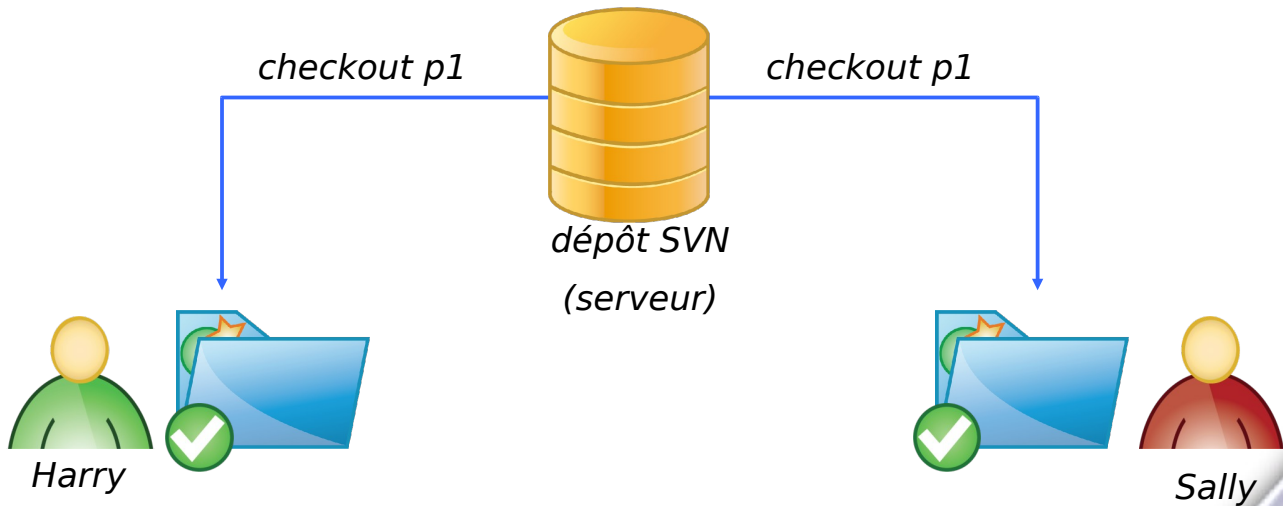 checkout p1
checkout p1
dépôt SVN
(serveur)
Harry
Sally